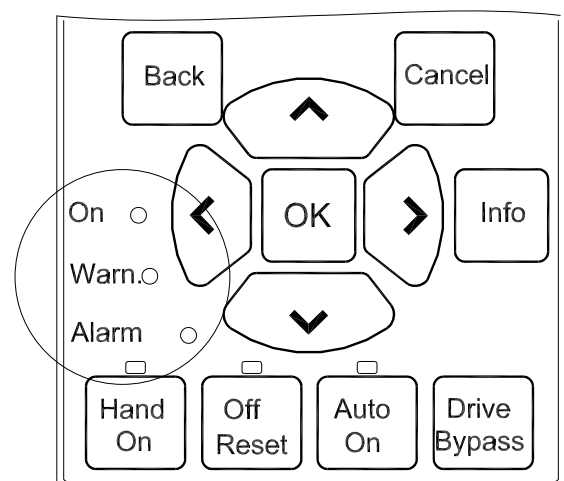 Back
Cancel
On
OK
Info
Warn.
Alarm
Hand
On
Off
Reset
Auto
On
Drive
Bypass